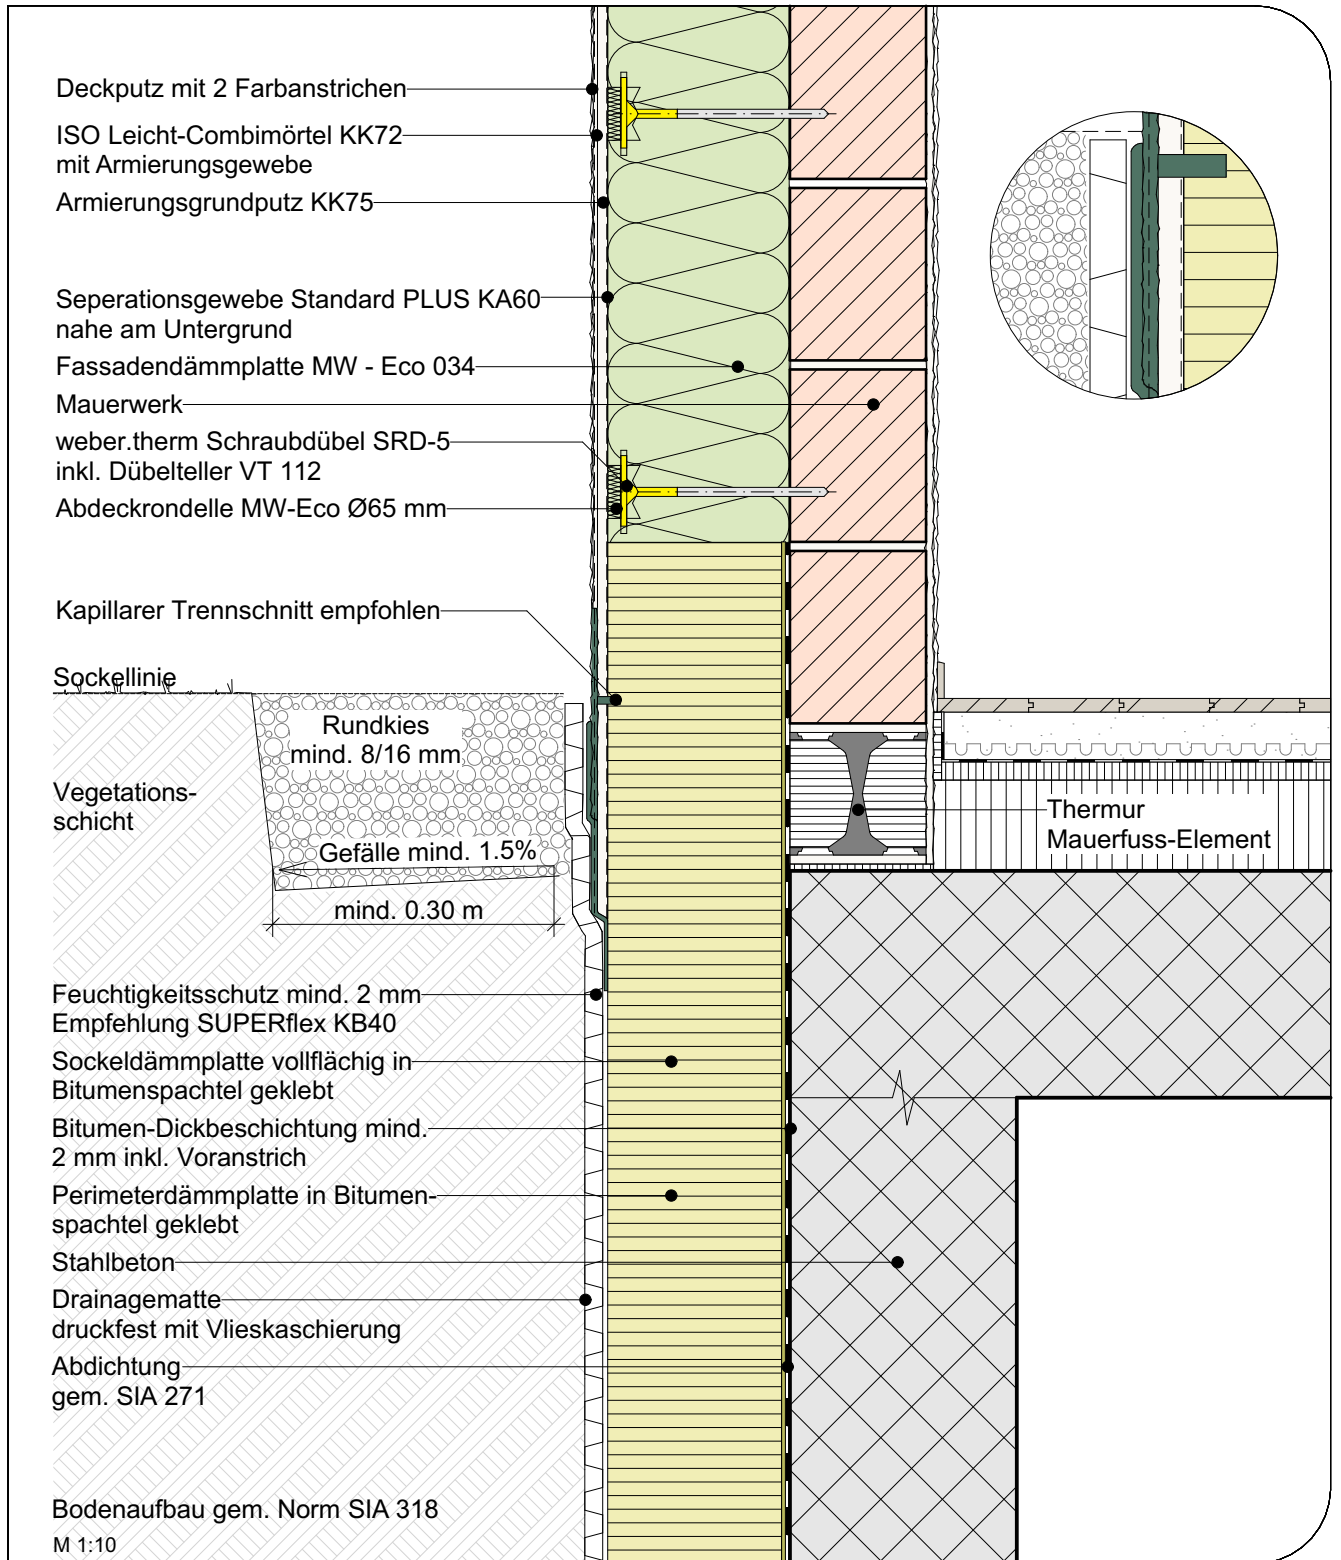 Deckputz mit 2 Farbanstrichen
ISO Leicht-Combimörtel KK72
mit Armierungsgewebe
Armierungsgrundputz KK75
Seperationsgewebe Standard PLUS KA60
nahe am Untergrund
Fassadendämmplatte MW - Eco 034
Mauerwerk
weber.therm Schraubdübel SRD-5
inkl. Dübelteller VT 112
Abdeckrondelle MW-Eco Ø65 mm
Kapillarer Trennschnitt empfohlen
Sockellinie
Rundkies
mind. 8/16 mm
Vegetations-
schicht
Thermur
Mauerfuss-Element
Gefälle mind. 1.5%
mind. 0.30 m
Feuchtigkeitsschutz mind. 2 mm
Empfehlung SUPERflex KB40
Sockeldämmplatte vollflächig in
Bitumenspachtel geklebt
Bitumen-Dickbeschichtung mind.
2 mm inkl. Voranstrich
Perimeterdämmplatte in Bitumen-
spachtel geklebt
Stahlbeton
Drainagematte
druckfest mit Vlieskaschierung
Abdichtung
gem. SIA 271
Bodenaufbau gem. Norm SIA 318
M 1:10